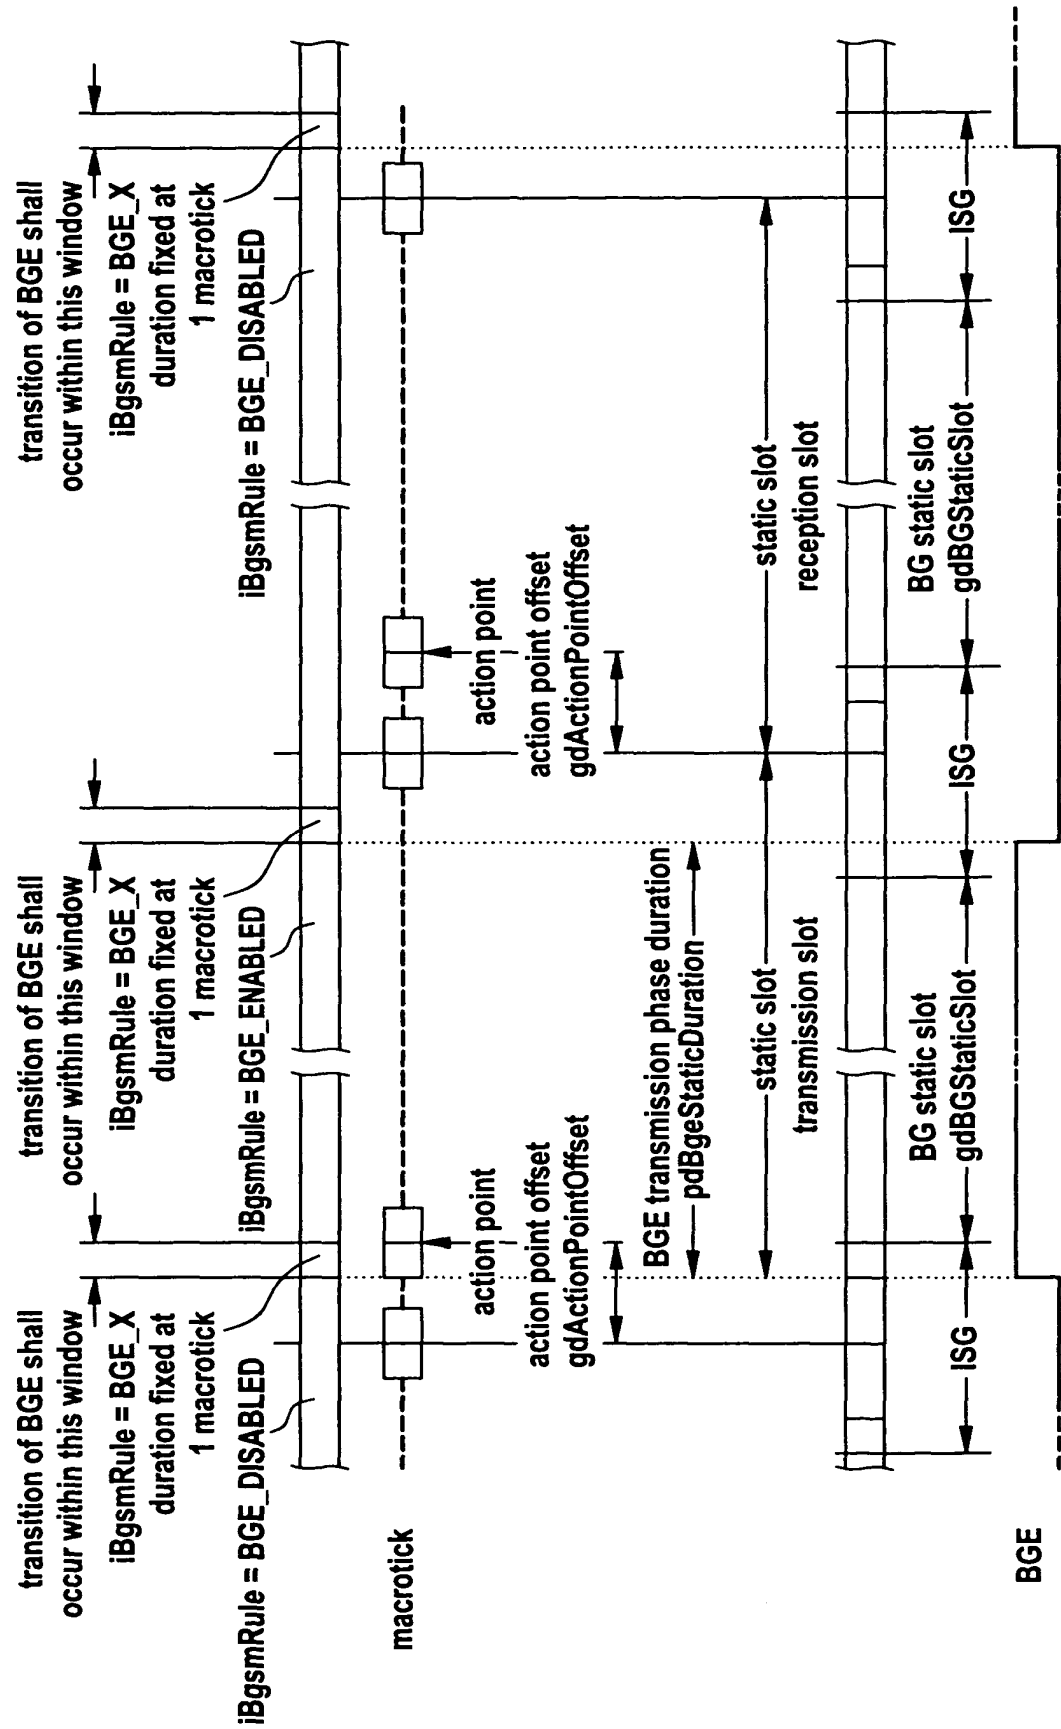 transition of BGE shall
occur within this window
iBgsmRule = BGE_X
duration fixed at
1 macrotick
iBgsmRule = BGE_DISABLED
transition of BGE shall
occur within this window
iBgsmRule = BGE_X
duration fixed at
1 macrotick
iBgsmRule = BGE_ENABLED
transition of BGE shall
occur within this window
iBgsmRule = BGE_X
duration fixed at
1 macrotick
iBgsmRule = BGE_DISABLED
macrotick
action point
action point offset
gdActionPointOffset
action point
action point offset
gdActionPointOffset
BGE transmission phase duration
pdBgeStaticDuration
static slot
transmission slot
static slot
reception slot
ISG
BG static slot
gdBGStaticSlot
ISG
BG static slot
gdBGStaticSlot
ISG
BGE